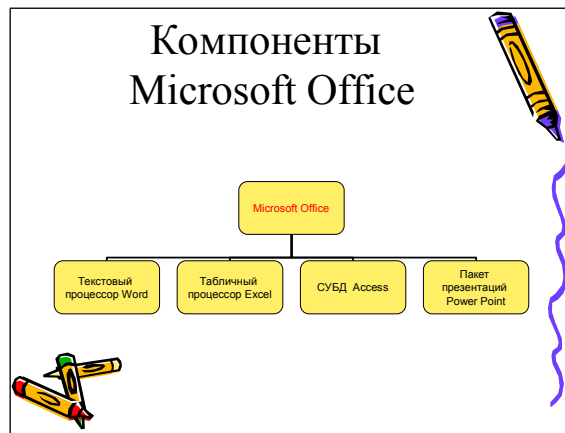 Компоненты
Microsoft Office
Microsoft Office
Текстовый
процессор Word
Табличный
процессор Excel
СУБД Access
Пакет
презентаций
Power Point